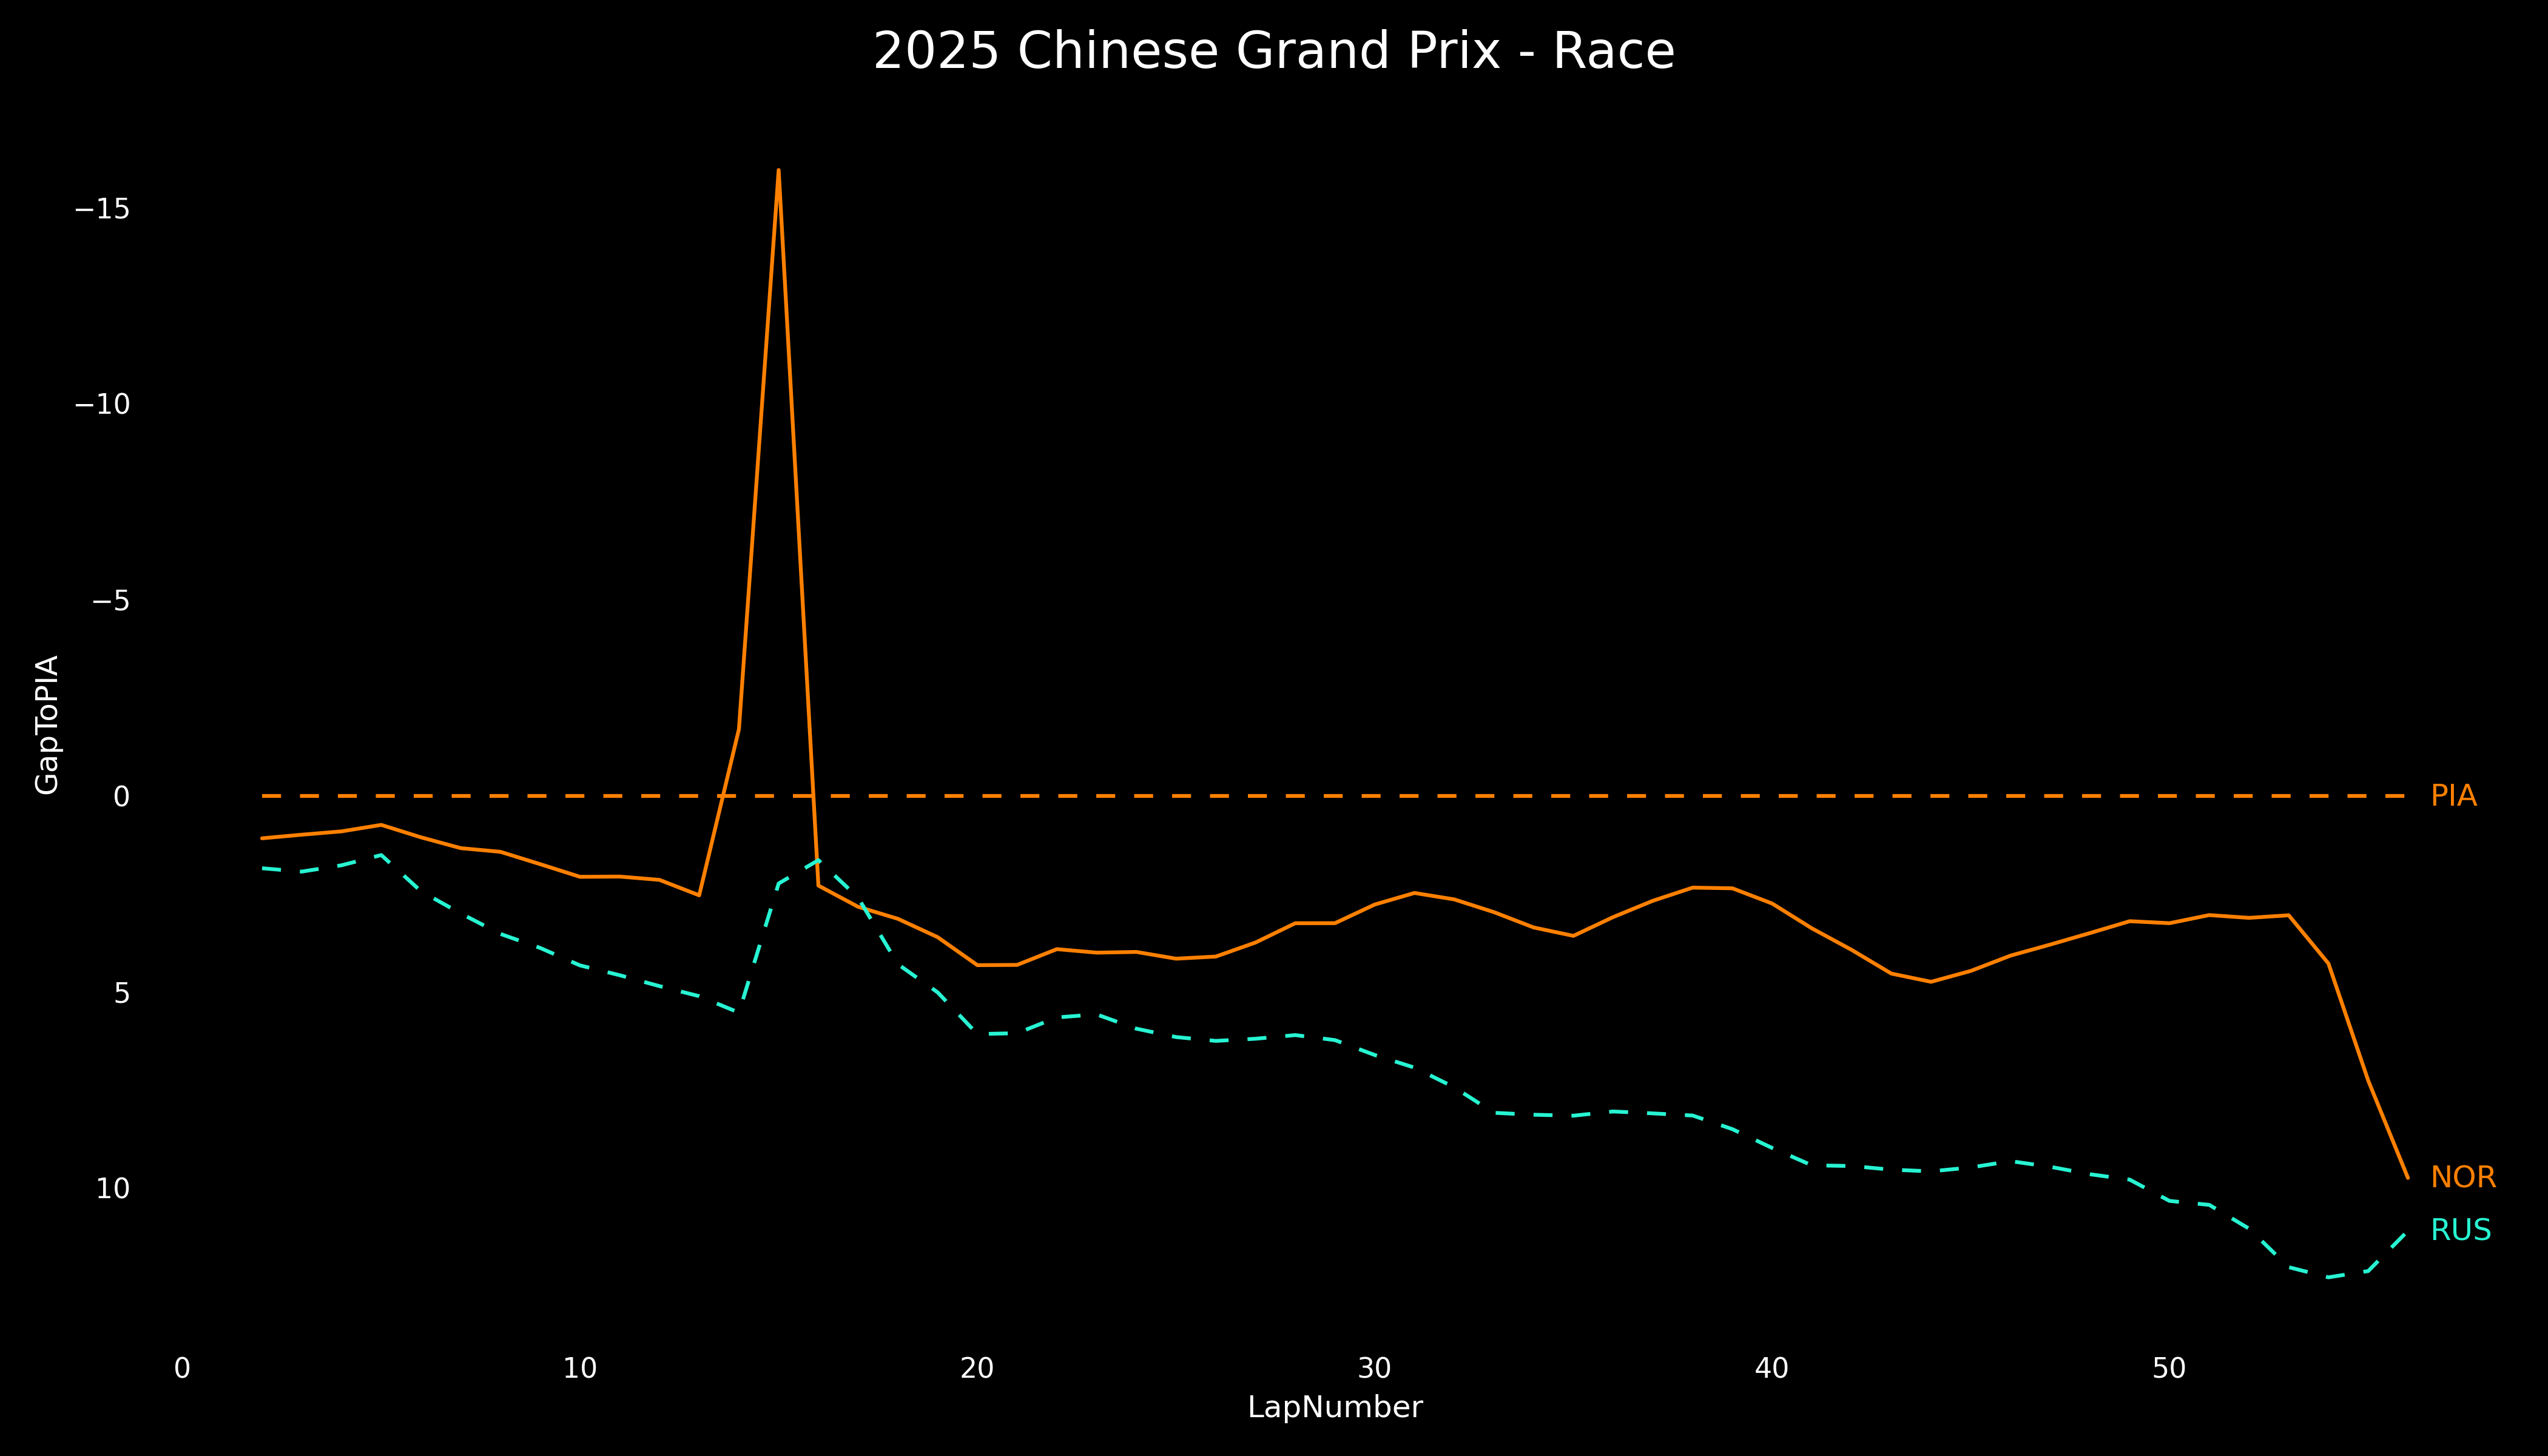 2025 Chinese Grand Prix - Race
−15
−10
−5
0
5
10
GapToPIA
PIA
NOR
RUS
0 10 20 30 40 50
LapNumber